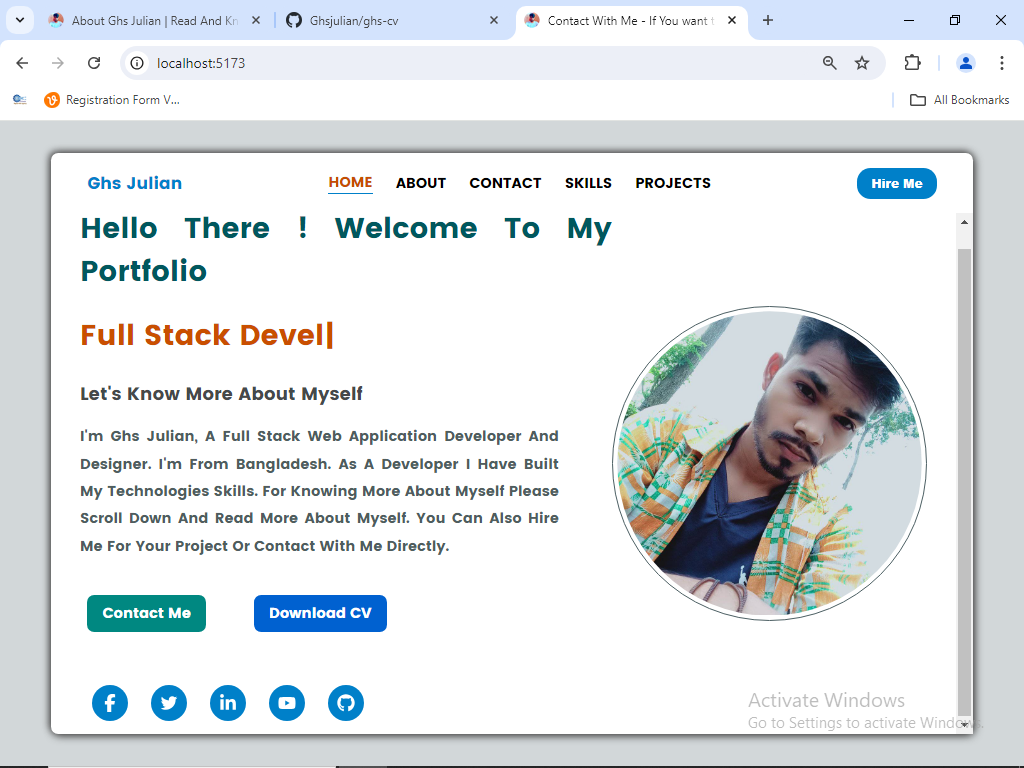 About Ghs Julian | Read And Kn
Ghsjulian/ghs-cv
Contact With Me - If You want t
localhost:5173
Registration Form V...
All Bookmarks
Ghs Julian
HOME
ABOUT
CONTACT
SKILLS
PROJECTS
Hire Me
Hello There ! Welcome To My
Portfolio
Full Stack Devel|
Let's Know More About Myself
I'm Ghs Julian, A Full Stack Web Application Developer And
Designer. I'm From Bangladesh. As A Developer I Have Built
My Technologies Skills. For Knowing More About Myself Please
Scroll Down And Read More About Myself. You Can Also Hire
Me For Your Project Or Contact With Me Directly.
Contact Me
Download CV
Activate Windows
Go to Settings to activate Windows.